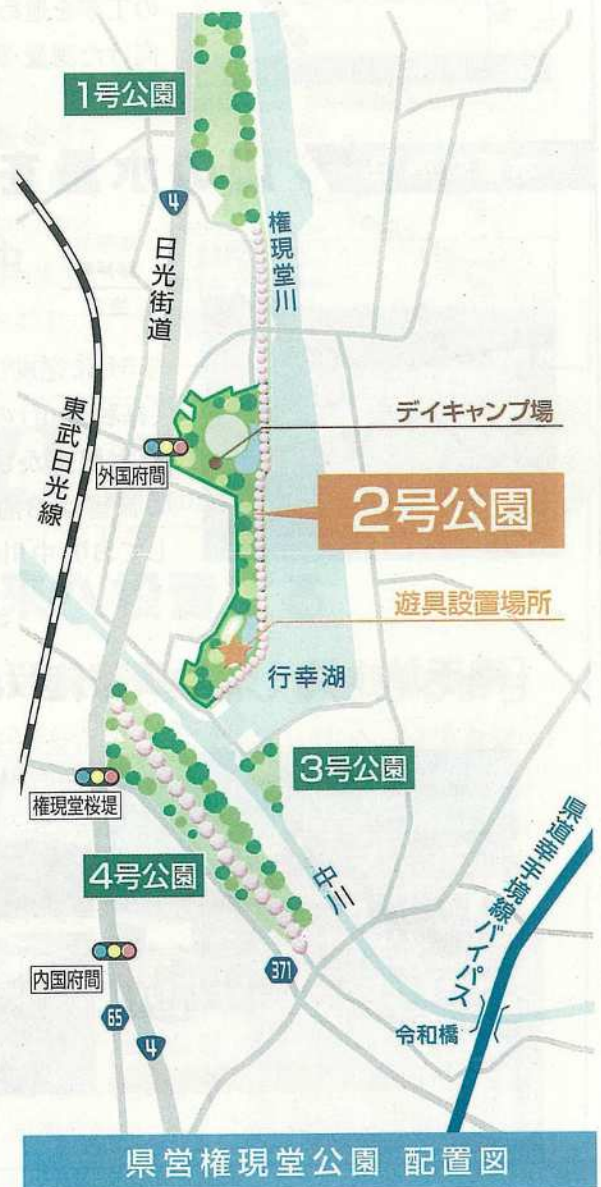 1号公園
4
日光街道
権現堂川
東武日光線
デイキャンプ場
外国府間
2号公園
遊具設置場所
行幸湖
3号公園
権現堂桜堤
4号公園
中川
県道幸手境線バイパス
内国府間
371
65
4
令和橋
県営権現堂公園 配置図